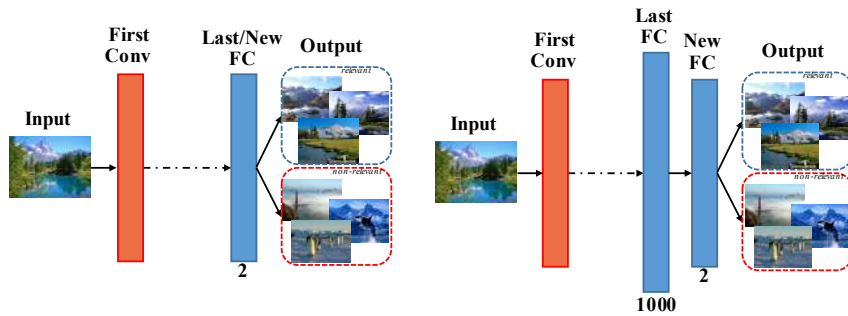 First
Conv
Last/New
FC
Output
Input
relevant
non-relevant
2
First
Conv
Last
FC
New
FC
Output
Input
relevant
non-relevant
2
1000